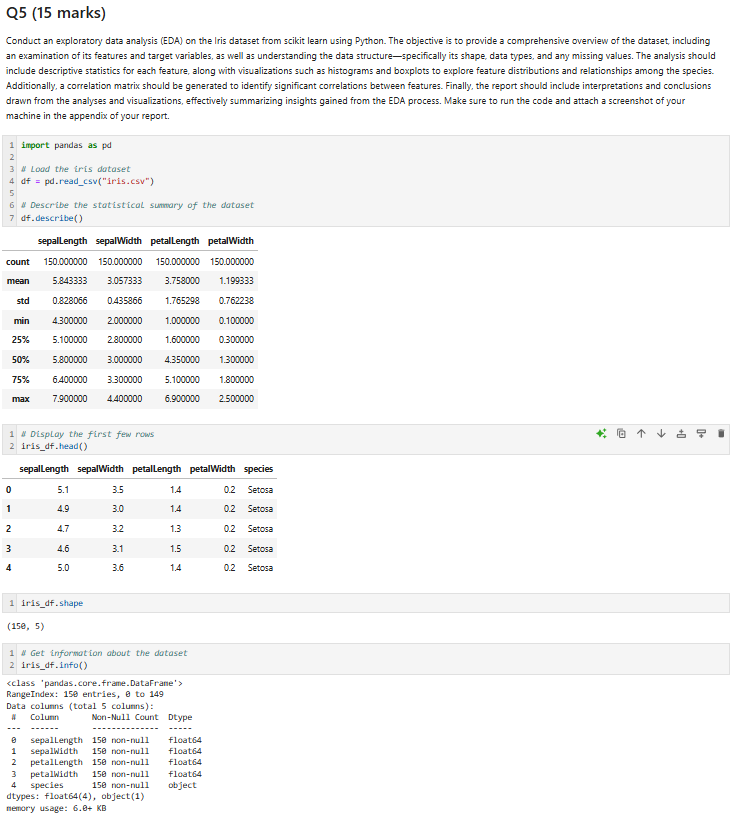 Q5 (15 marks)
Conduct an exploratory data analysis (EDA) on the Iris dataset from scikit learn using Python. The objective is to provide a comprehensive overview of the dataset, including
an examination of its features and target variables, as well as understanding the data structure—specifically its shape, data types, and any missing values. The analysis should
include descriptive statistics for each feature, along with visualizations such as histograms and boxplots to explore feature distributions and relationships among the species.
Additionally, a correlation matrix should be generated to identify significant correlations between features. Finally, the report should include interpretations and conclusions
drawn from the analyses and visualizations, effectively summarizing insights gained from the EDA process. Make sure to run the code and attach a screenshot of your
machine in the appendix of your report.
1 import pandas as pd
2
3 # Load the iris dataset
4 df = pd.read_csv("iris.csv")
5
6 # Describe the statistical summary of the dataset
7 df.describe()
sepalLength sepalWidth petalLength petalWidth
count 150.000000 150.000000 150.000000 150.000000
mean 5.843333 3.057333 3.758000 1.199333
std 0.828066 0.435866 1.765298 0.762238
min 4.300000 2.000000 1.000000 0.100000
25% 5.100000 2.800000 1.600000 0.300000
50% 5.800000 3.000000 4.350000 1.300000
75% 6.400000 3.300000 5.100000 1.800000
max 7.900000 4.400000 6.900000 2.500000
1 # Display the first few rows
2 iris_df.head()
sepalLength sepalWidth petalLength petalWidth species
0 5.1 3.5 1.4 0.2 Setosa
1 4.9 3.0 1.4 0.2 Setosa
2 4.7 3.2 1.3 0.2 Setosa
3 4.6 3.1 1.5 0.2 Setosa
4 5.0 3.6 1.4 0.2 Setosa
1 iris_df.shape
(150, 5)
1 # Get information about the dataset
2 iris_df.info()
<class 'pandas.core.frame.DataFrame'>
RangeIndex: 150 entries, 0 to 149
Data columns (total 5 columns):
# Column Non-Null Count Dtype
--- ------ -------------- -----
0 sepalLength 150 non-null float64
1 sepalWidth 150 non-null float64
2 petalLength 150 non-null float64
3 petalWidth 150 non-null float64
4 species 150 non-null object
dtypes: float64(4), object(1)
memory usage: 6.0+ KB